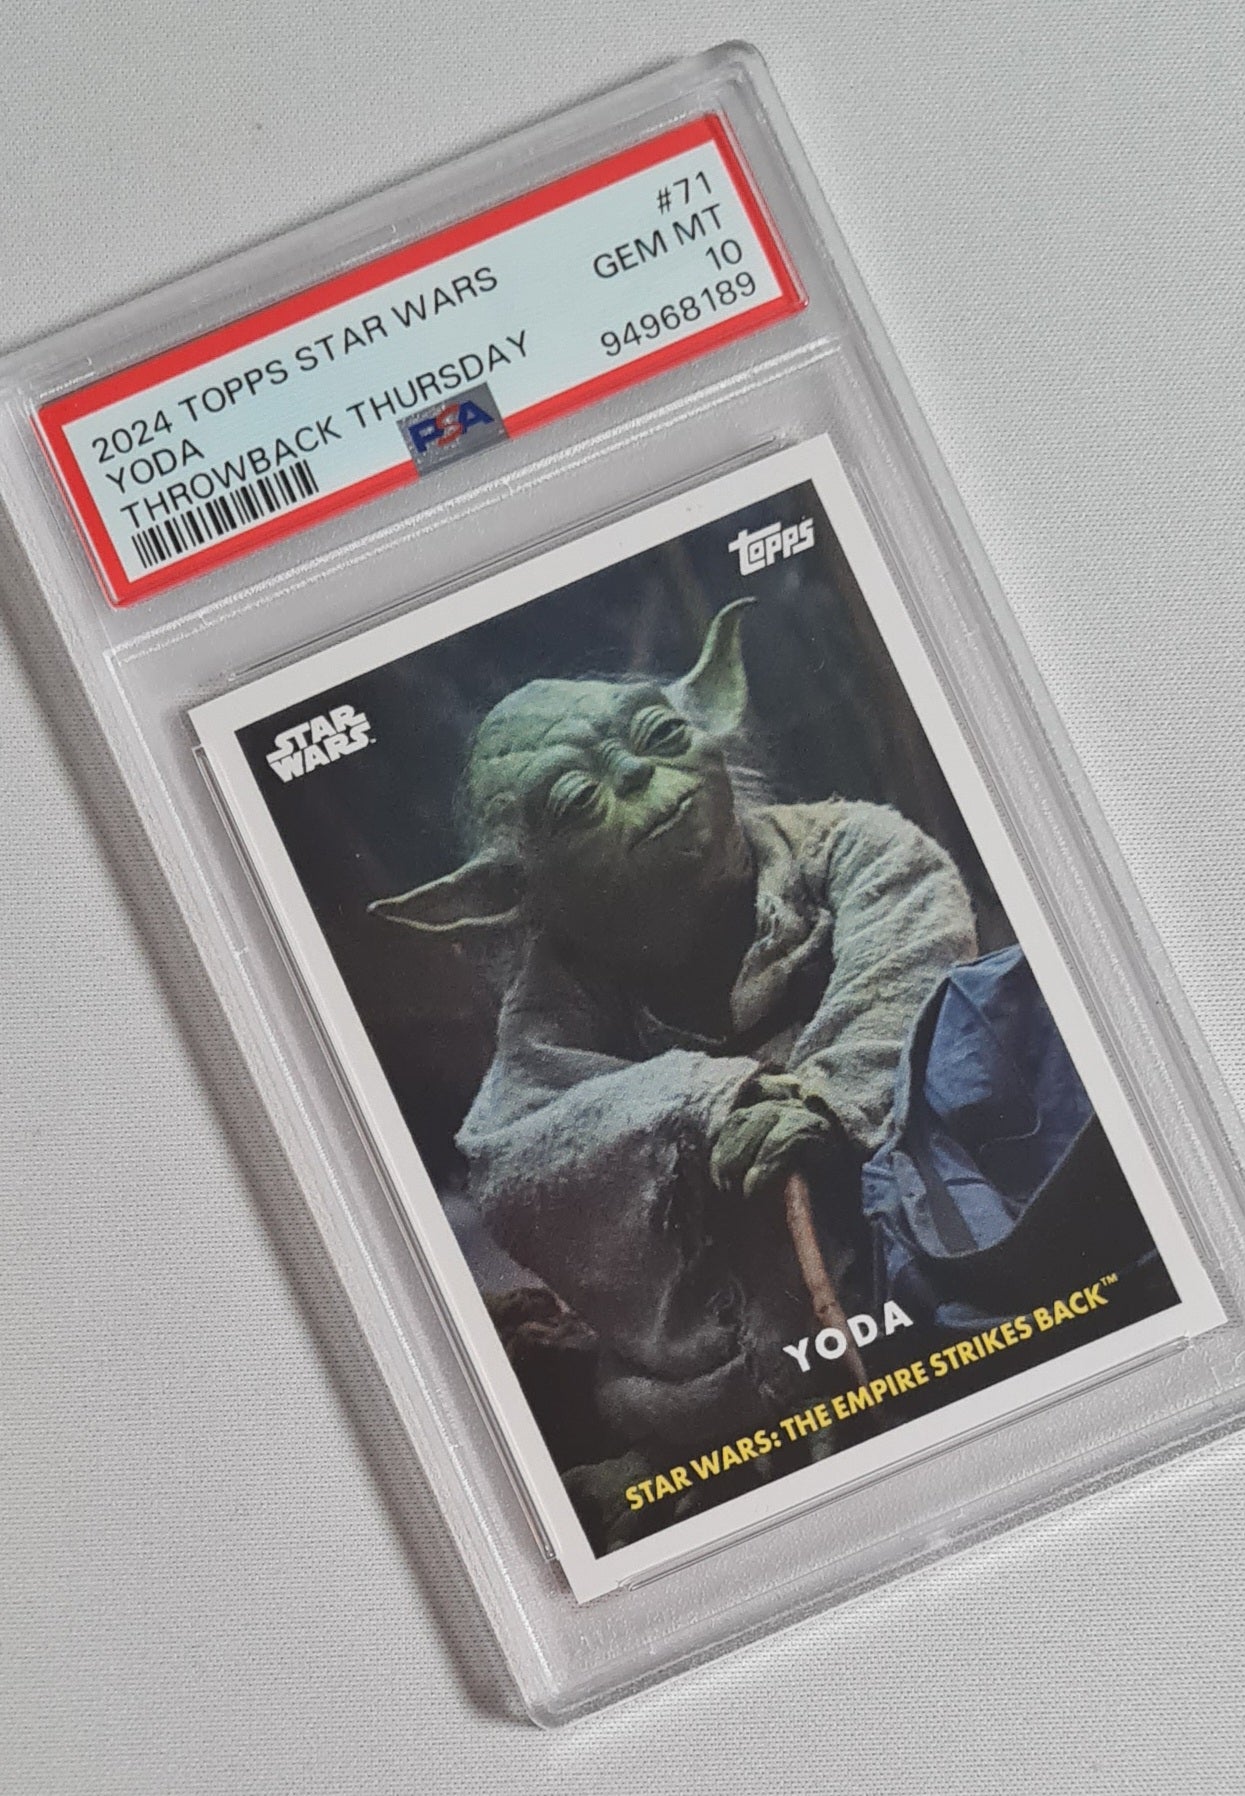 2024 TOPPS STAR WARS
YODA
THROWBACK THURSDAY
#71
GEM MT
10
94968189
PSA
topps
STAR
WARS
YODA
STAR WARS: THE EMPIRE STRIKES BACK™